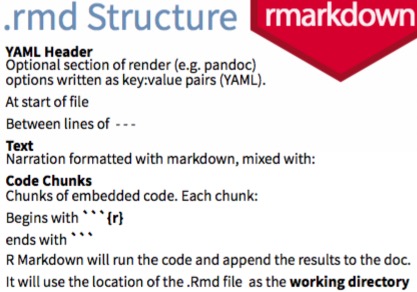 .rmd Structure
rmarkdown
YAML Header
Optional section of render (e.g. pandoc)
options written as key:value pairs (YAML).
At start of file
Between lines of - - -
Text
Narration formatted with markdown, mixed with:
Code Chunks
Chunks of embedded code. Each chunk:
Begins with ```{r}
ends with ```
R Markdown will run the code and append the results to the doc.
It will use the location of the .Rmd file as the working directory